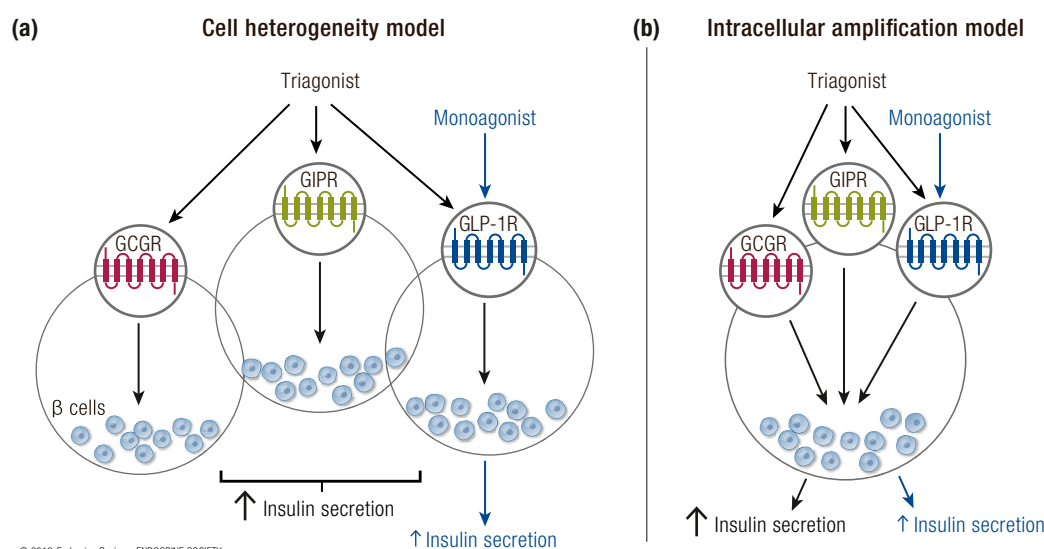 (a)
Cell heterogeneity model
Triagonist
Monoagonist
GIPR
GLP-1R
GCGR
β cells
↑ Insulin secretion
↑ Insulin secretion
(b)
Intracellular amplification model
Triagonist
Monoagonist
GIPR
GLP-1R
GCGR
↑ Insulin secretion
↑ Insulin secretion